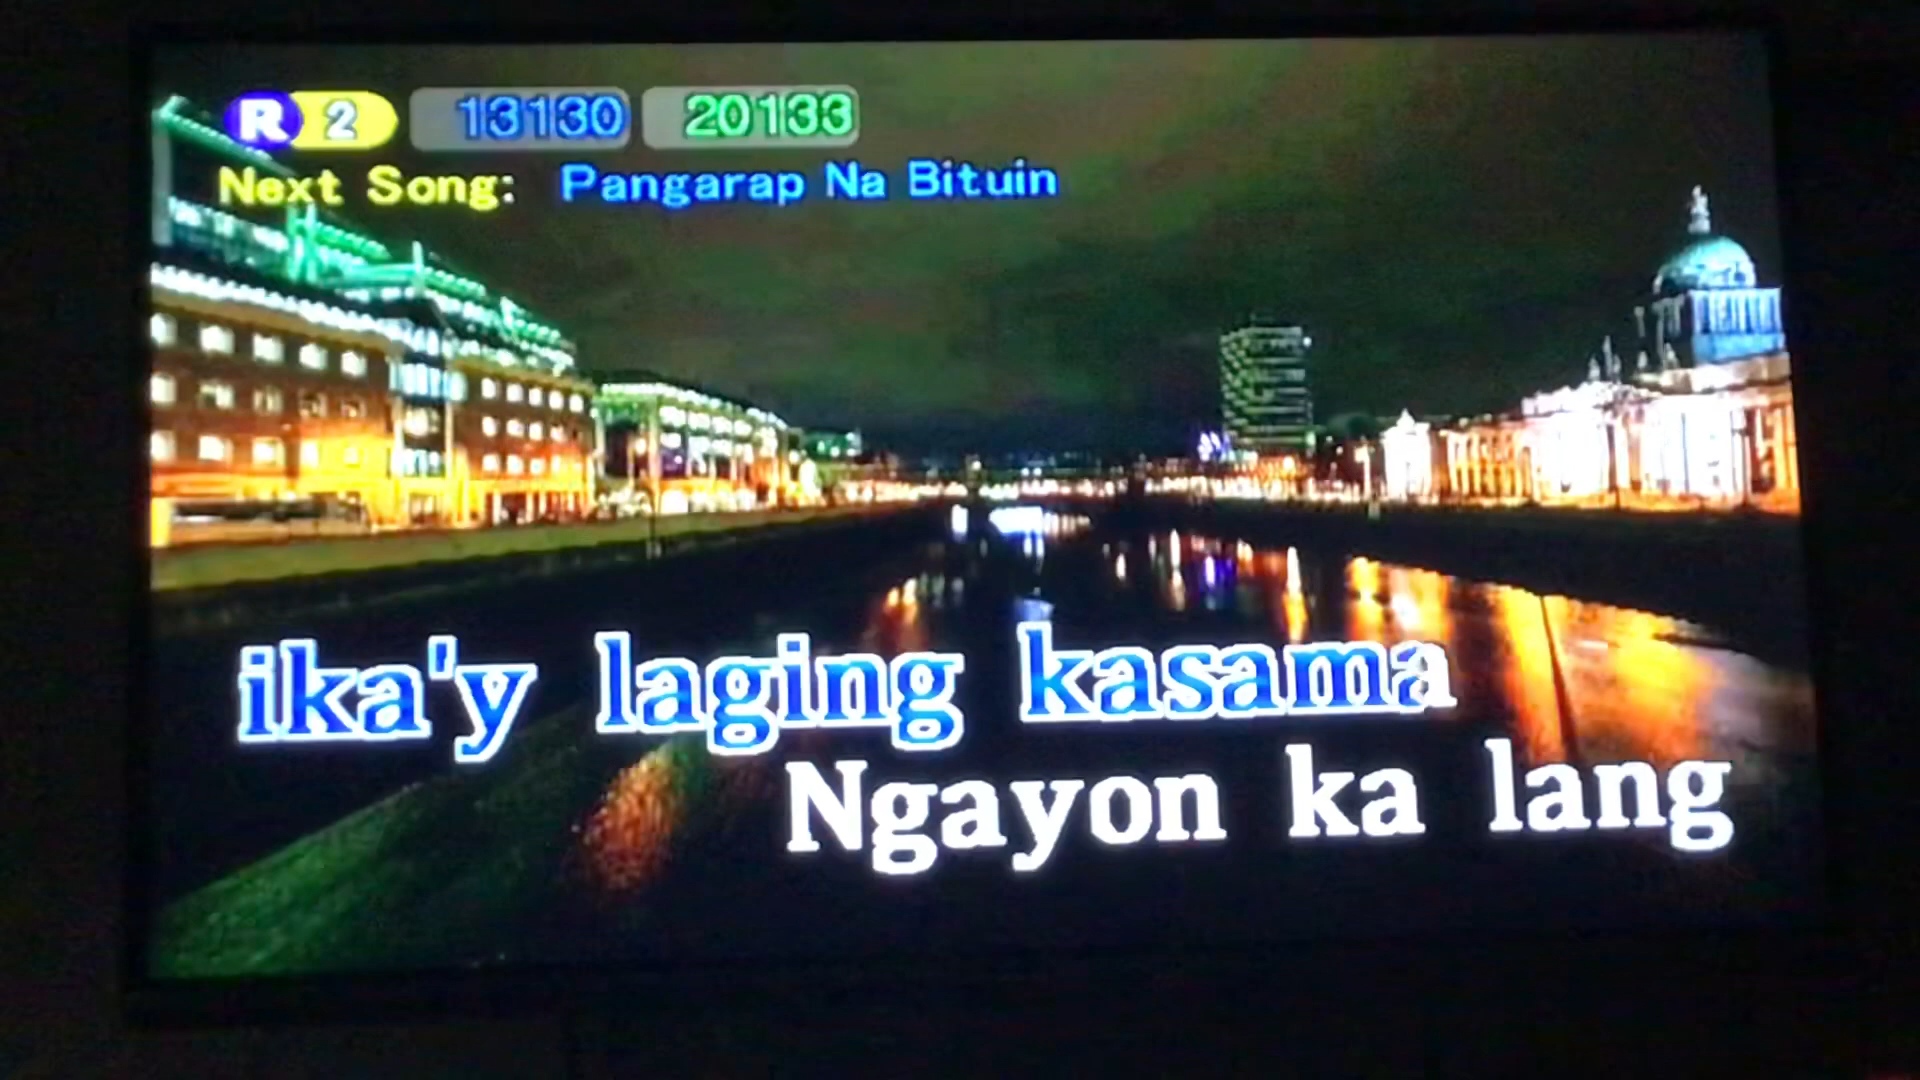 R 2 13130 20133
Next Song: Pangarap Na Bituin
ika'y laging kasama
Ngayon ka lang